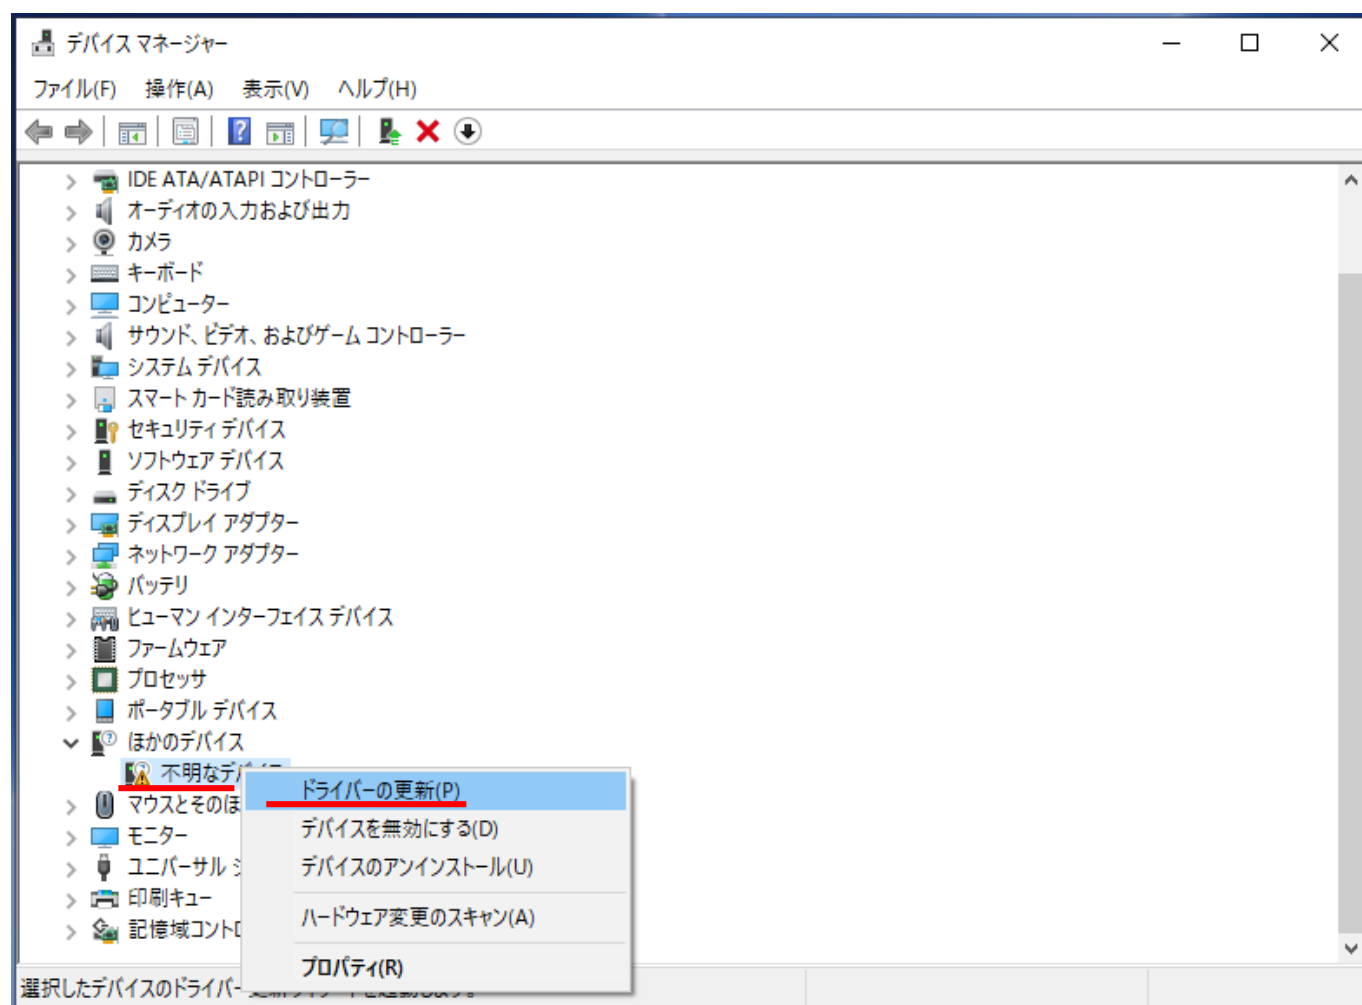 デバイス マネージャー
ファイル(F) 操作(A) 表示(V) ヘルプ(H)
IDE ATA/ATAPI コントローラー
オーディオの入力および出力
カメラ
キーボード
コンピューター
サウンド、ビデオ、およびゲーム コントローラー
システム デバイス
スマート カード読み取り装置
セキュリティ デバイス
ソフトウェア デバイス
ディスク ドライブ
ディスプレイ アダプター
ネットワーク アダプター
バッテリ
ヒューマン インターフェイス デバイス
ファームウェア
プロセッサ
ポータブル デバイス
ほかのデバイス
不明なデ
ドライバーの更新(P)
マウスとそのほ
デバイスを無効にする(D)
モニター
デバイスのアンインストール(U)
ユニバーサル
印刷キュー
ハードウェア変更のスキャン(A)
記憶域コントロ
プロパティ(R)
選択したデバイスのドライバー